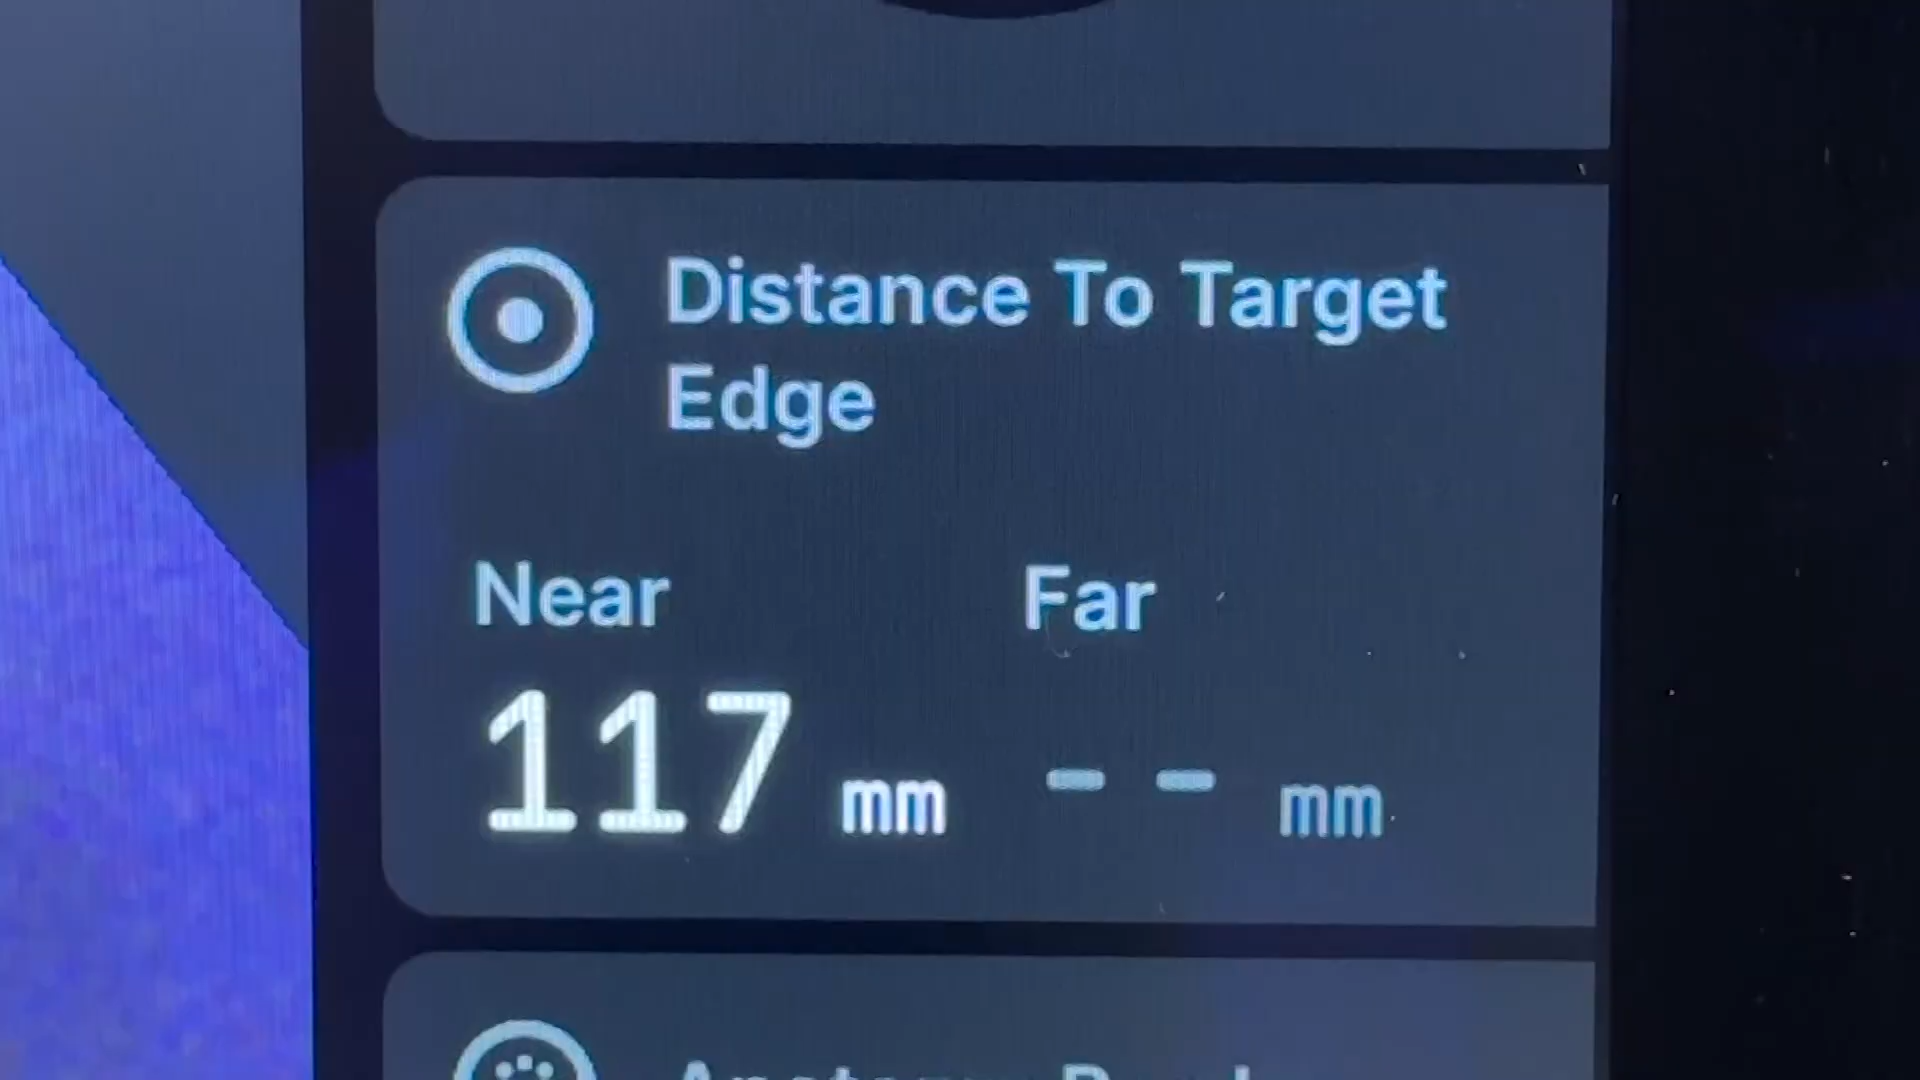 Distance To Target
Edge
Near Far
117 mm -- mm